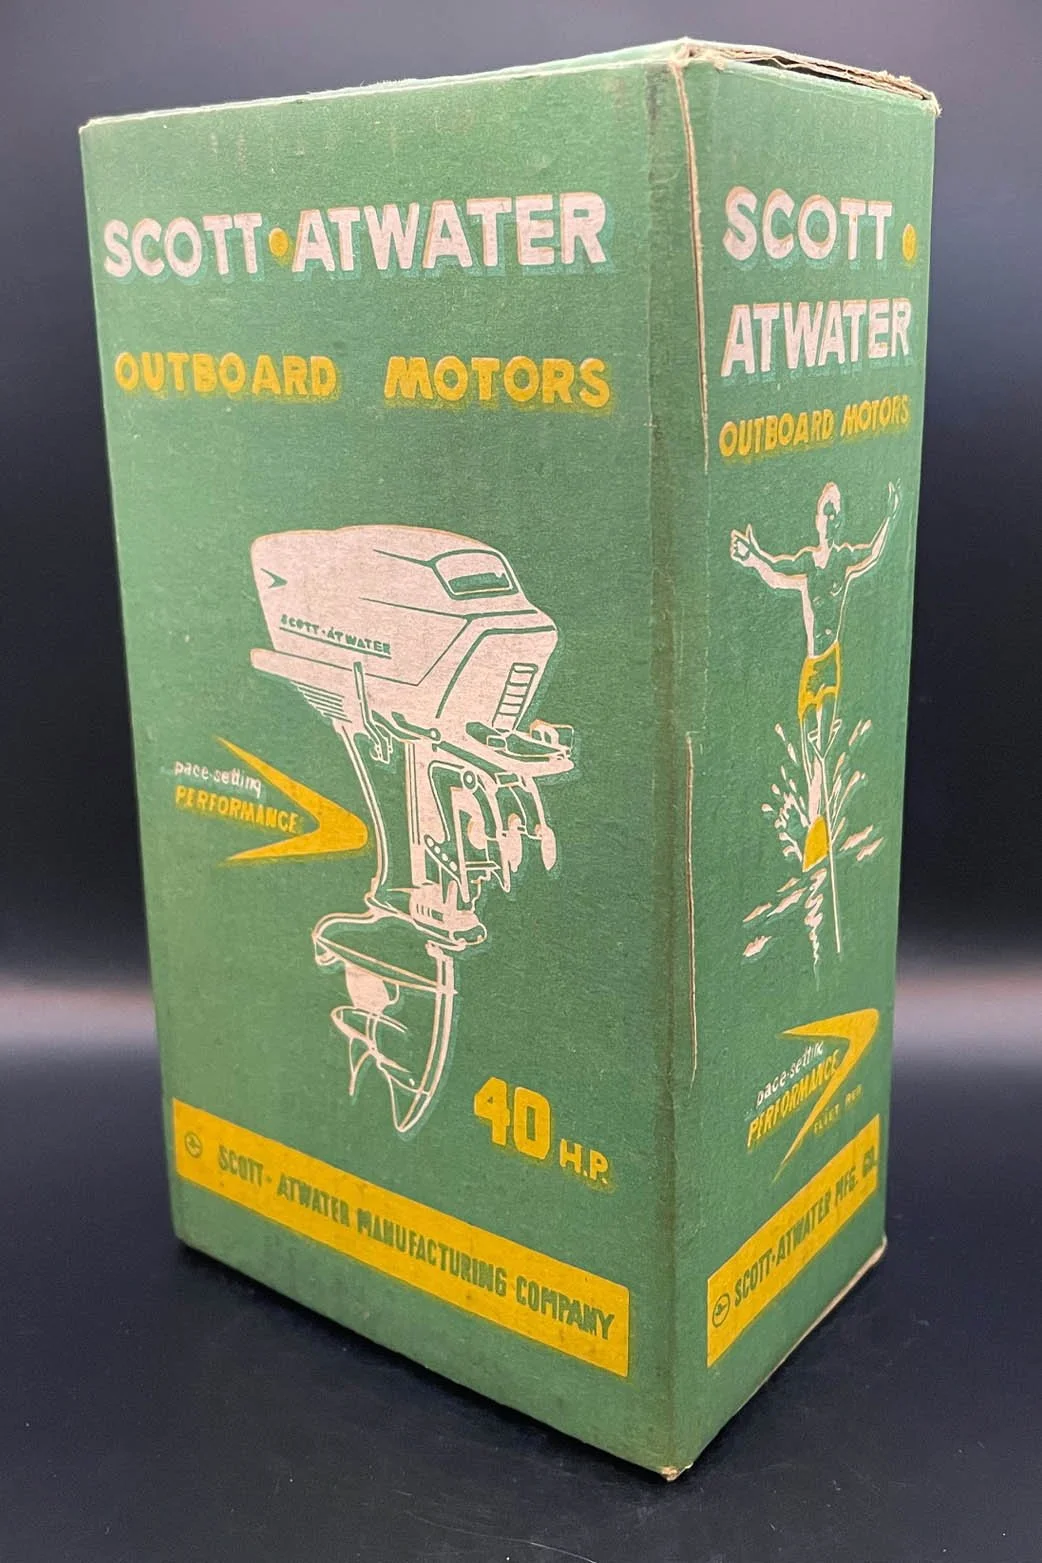 SCOTT•ATWATER
OUTBOARD MOTORS
SCOTT•ATWATER
pace-setting
PERFORMANCE
40 H.P.
SCOTT-ATWATER MANUFACTURING COMPANY
SCOTT•
ATWATER
OUTBOARD MOTORS
pace-setting
PERFORMANCE
SCOTT-ATWATER MFG. CO.